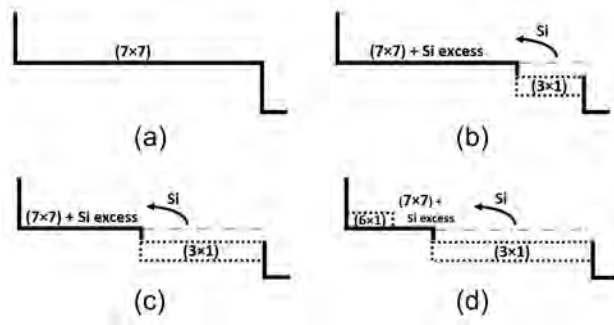 (7×7)
(a)
Si
(7×7) + Si excess
(3×1)
(b)
Si
(7×7) + Si excess
(3×1)
(c)
(7×7) +
Si
(6×1)
Si excess
(3×1)
(d)